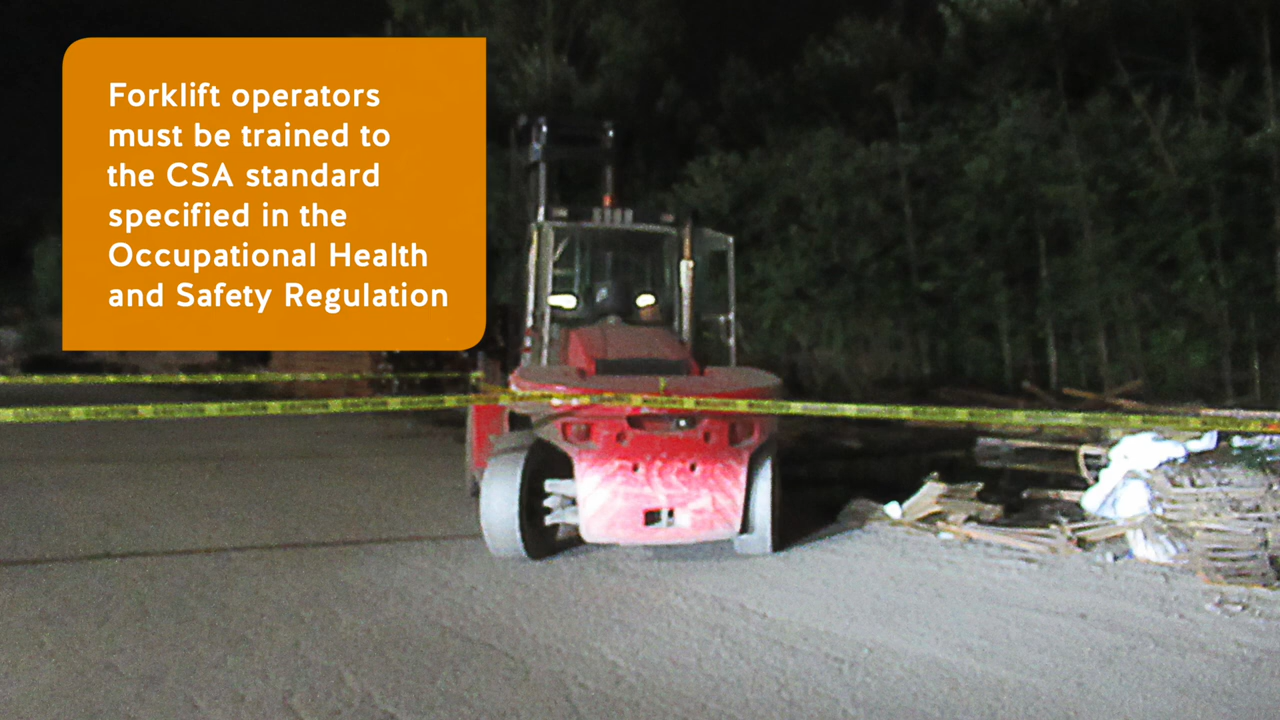 Forklift operators
must be trained to
the CSA standard
specified in the
Occupational Health
and Safety Regulation